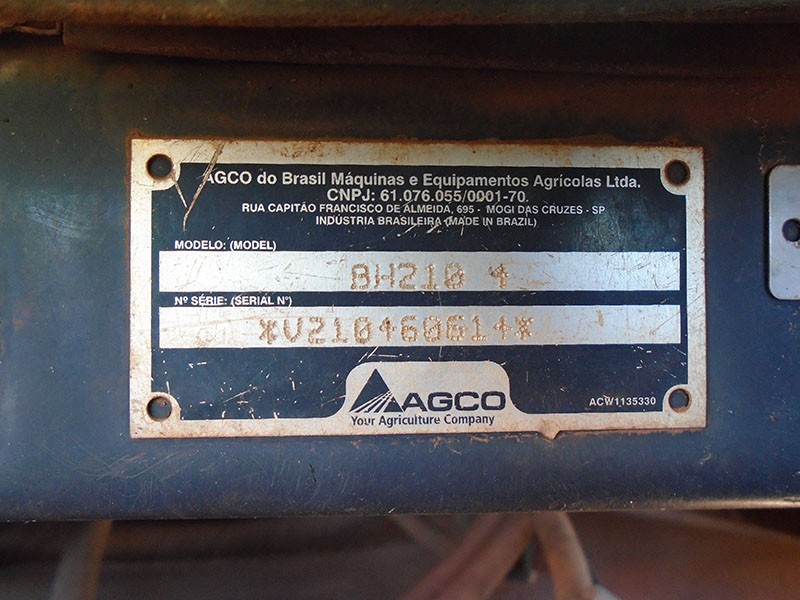 AGCO do Brasil Máquinas e Equipamentos Agrícolas Ltda.
CNPJ: 61.076.055/0001-70
RUA CAPITÃO FRANCISCO DE ALMEIDA, 695 - MOGI DAS CRUZES - SP
INDÚSTRIA BRASILEIRA (MADE IN BRAZIL)
MODELO: (MODEL)
BH210 4
Nº SÉRIE: (SERIAL Nº)
*V210460614*
AGCO
Your Agriculture Company
ACW1135330